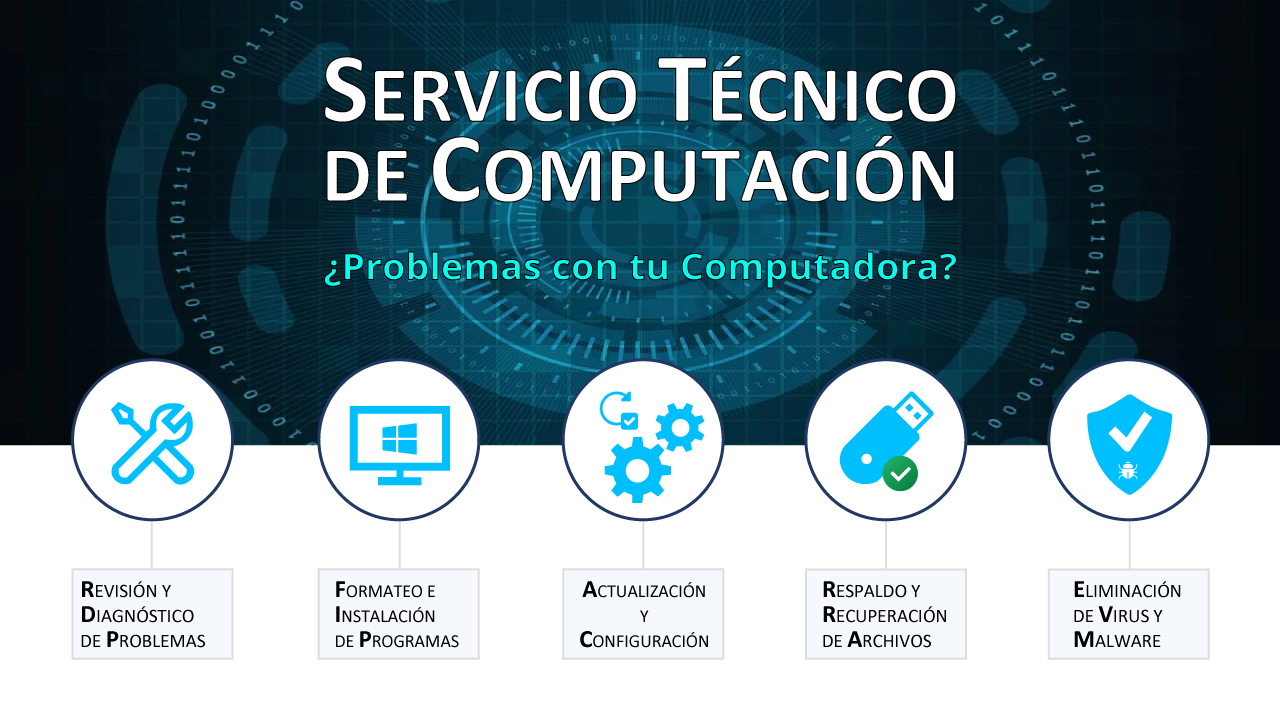 SERVICIO TÉCNICO
DE COMPUTACIÓN
¿Problemas con tu Computadora?
REVISIÓN Y
DIAGNÓSTICO
DE PROBLEMAS
FORMATEO E
INSTALACIÓN
DE PROGRAMAS
ACTUALIZACIÓN
Y
CONFIGURACIÓN
RESPALDO Y
RECUPERACIÓN
DE ARCHIVOS
ELIMINACIÓN
DE VIRUS Y
MALWARE